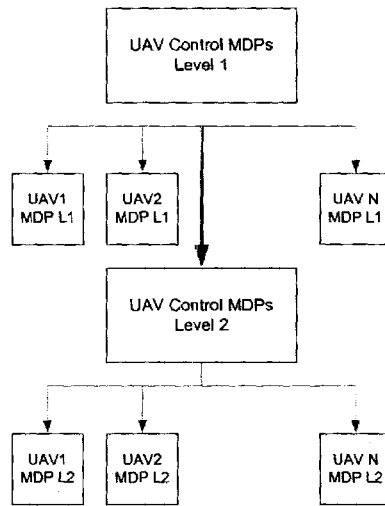 UAV Control MDPs
Level 1
UAV1
MDP L1
UAV2
MDP L1
UAV N
MDP L1
UAV Control MDPs
Level 2
UAV1
MDP L2
UAV2
MDP L2
UAV N
MDP L2